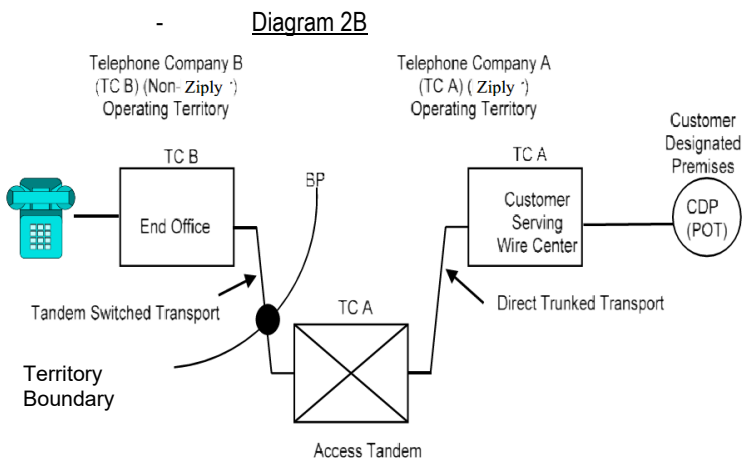 - Diagram 2B
Telephone Company B
(TC B) (Non- Ziply )
Operating Territory
Telephone Company A
(TC A) ( Ziply )
Operating Territory
Customer
Designated
Premises
TC B
End Office
BP
TC A
Customer
Serving
Wire Center
CDP
(POT)
Tandem Switched Transport
Direct Trunked Transport
TC A
Territory
Boundary
Access Tandem